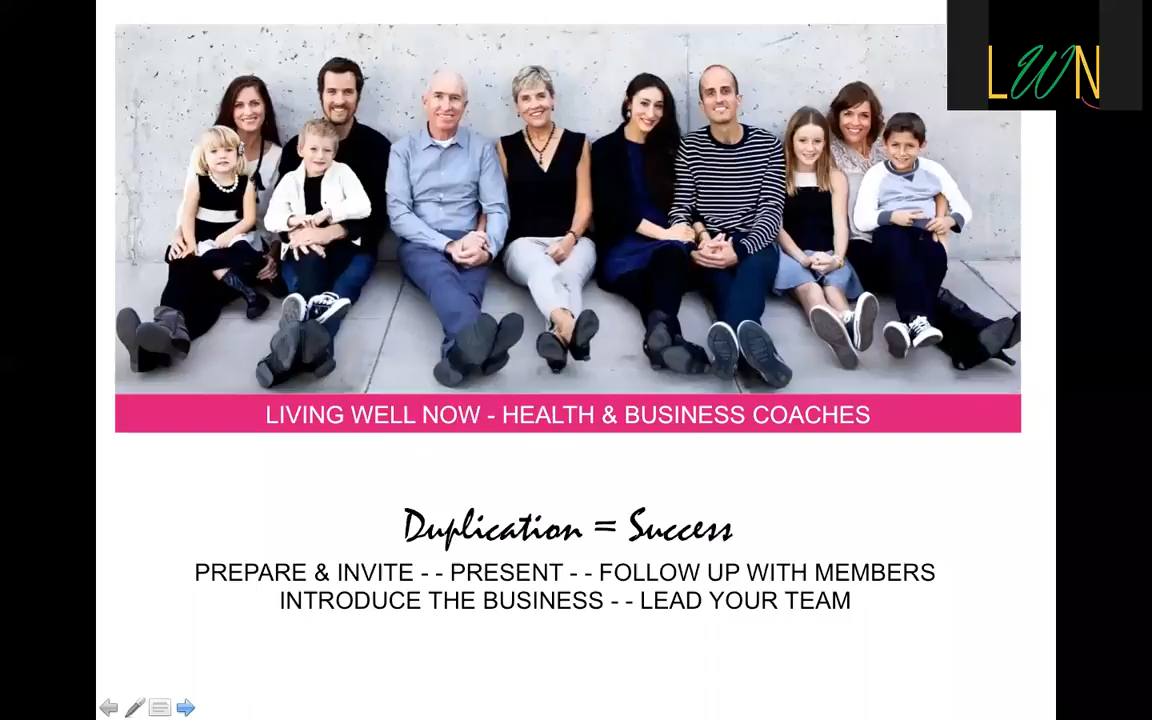 LWN
LIVING WELL NOW - HEALTH & BUSINESS COACHES
Duplication = Success
PREPARE & INVITE - - PRESENT - - FOLLOW UP WITH MEMBERS
INTRODUCE THE BUSINESS - - LEAD YOUR TEAM